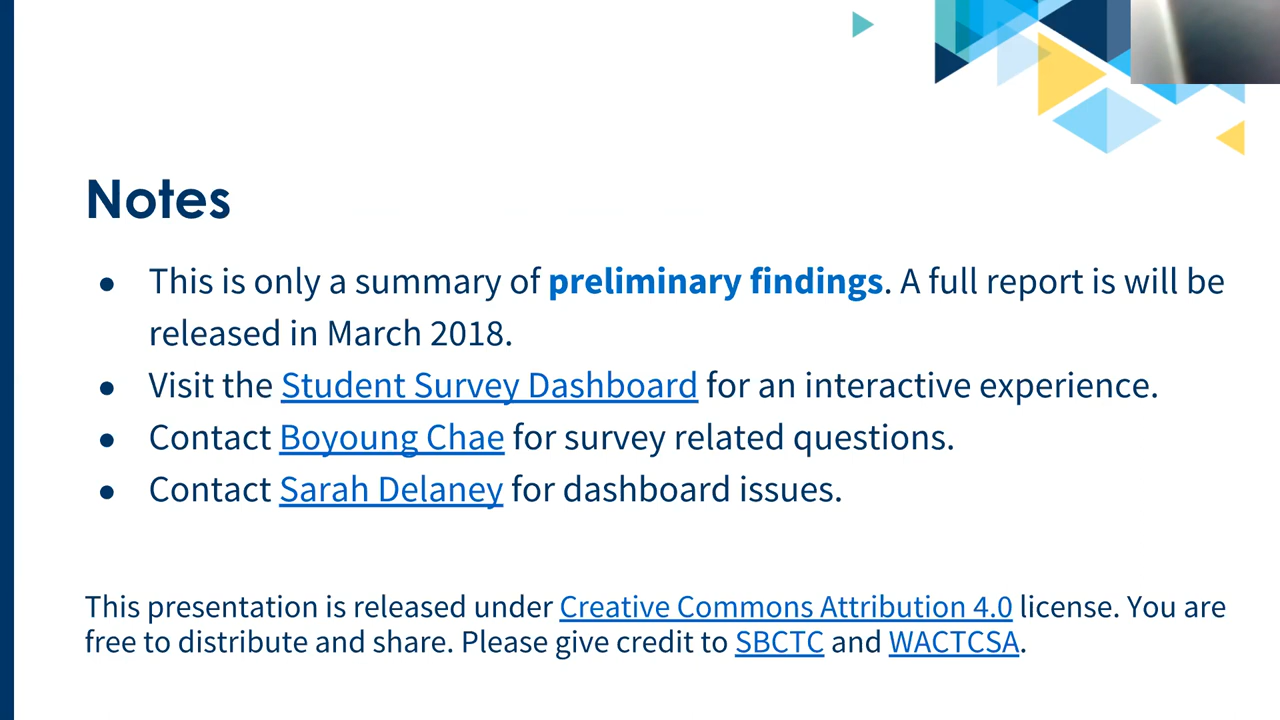 Notes
● This is only a summary of preliminary findings. A full report is will be
released in March 2018.
● Visit the Student Survey Dashboard for an interactive experience.
● Contact Boyoung Chae for survey related questions.
● Contact Sarah Delaney for dashboard issues.
This presentation is released under Creative Commons Attribution 4.0 license. You are
free to distribute and share. Please give credit to SBCTC and WACTCSA.